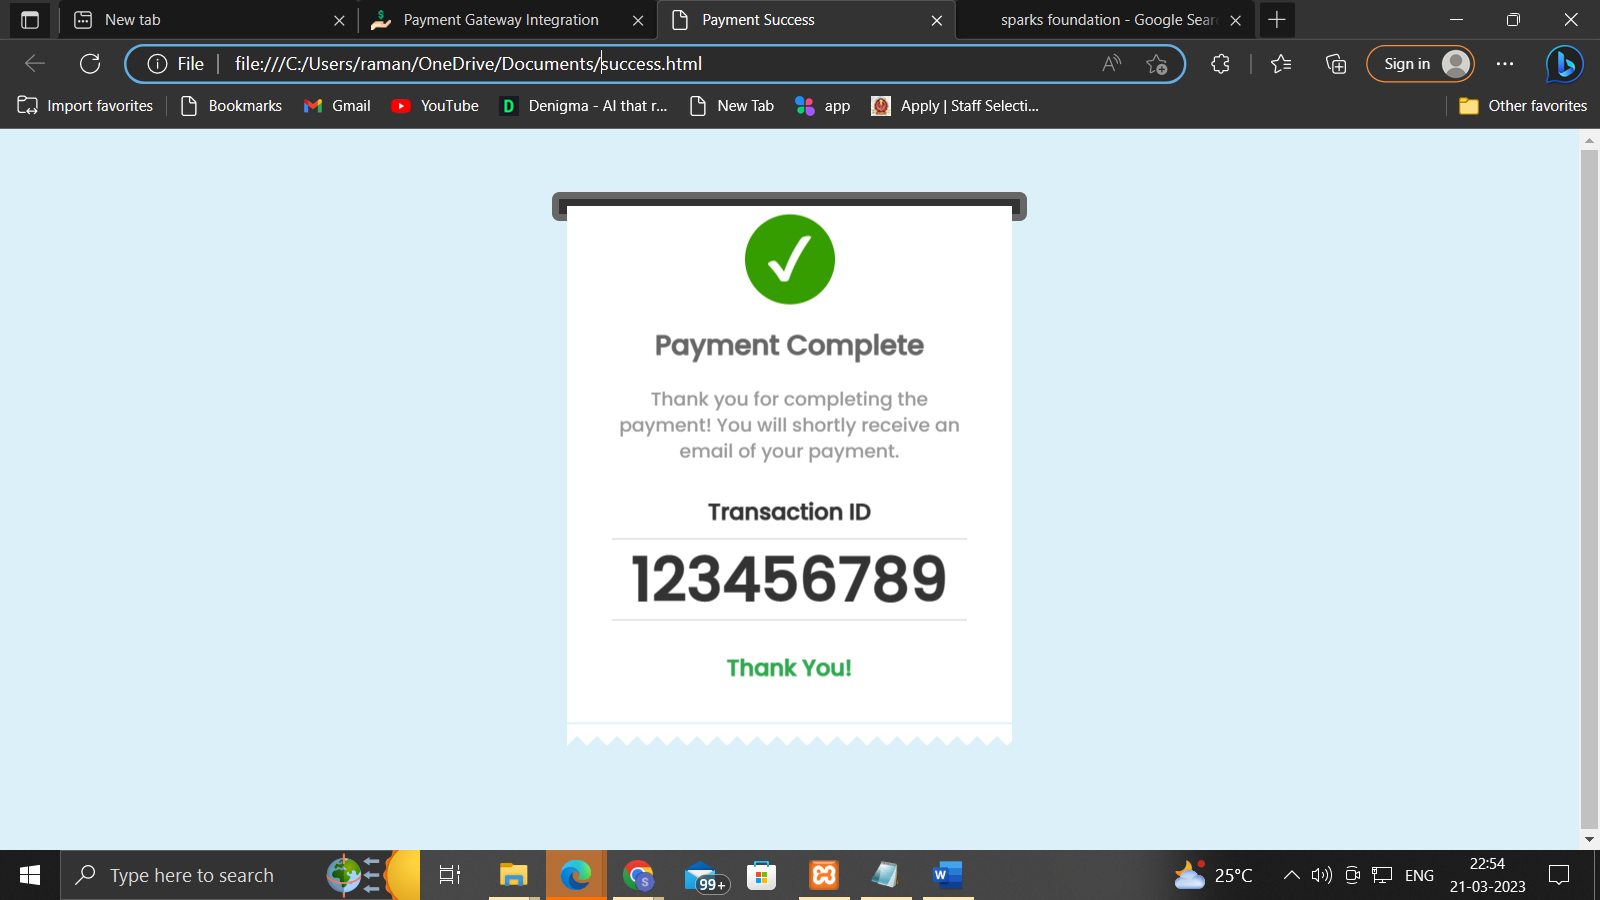 New tab
Payment Gateway Integration
Payment Success
sparks foundation - Google Sear
File
file:///C:/Users/raman/OneDrive/Documents/success.html
Sign in
Import favorites
Bookmarks
Gmail
YouTube
D
Denigma - AI that r...
New Tab
app
Apply | Staff Selecti...
Other favorites
Payment Complete
Thank you for completing the
payment! You will shortly receive an
email of your payment.
Transaction ID
123456789
Thank You!
Type here to search
S
99+
W
25°C
ENG
22:54
21-03-2023